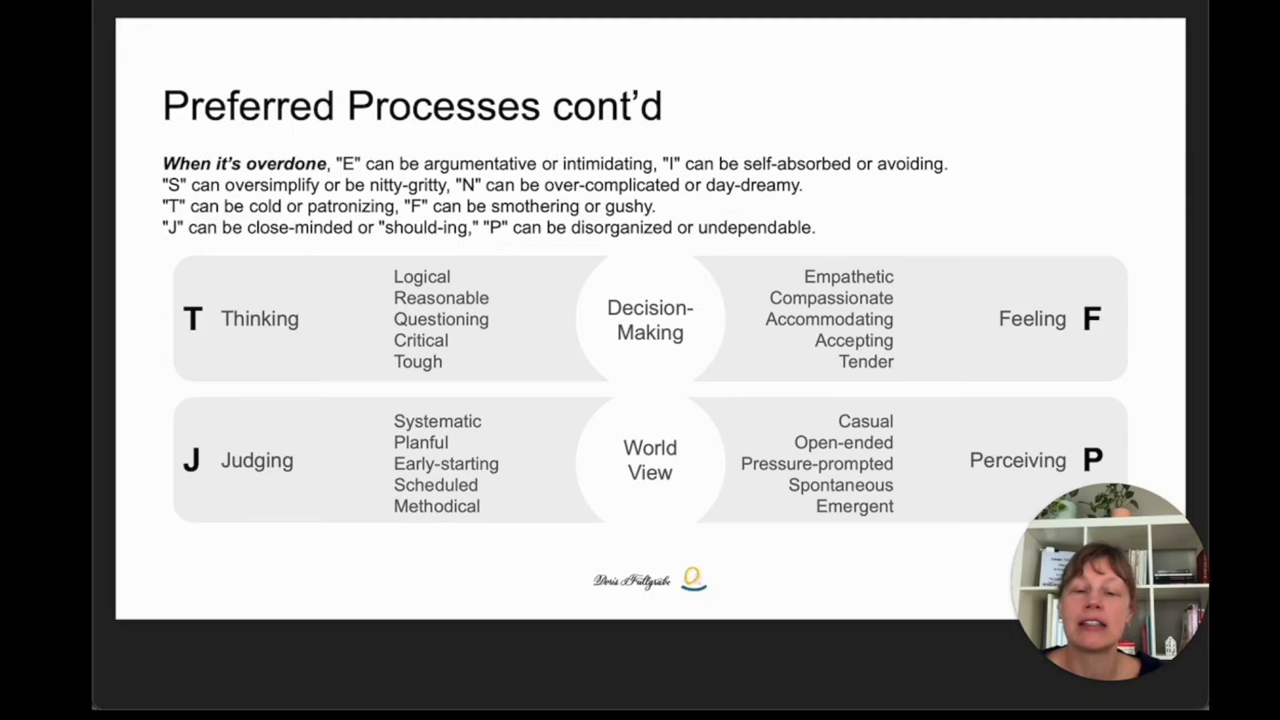 Preferred Processes cont’d
When it’s overdone, "E" can be argumentative or intimidating, "I" can be self-absorbed or avoiding.
"S" can oversimplify or be nitty-gritty, "N" can be over-complicated or day-dreamy.
"T" can be cold or patronizing, "F" can be smothering or gushy.
"J" can be close-minded or "should-ing," "P" can be disorganized or undependable.
T Thinking
Logical
Reasonable
Questioning
Critical
Tough
Decision-
Making
Empathetic
Compassionate
Accommodating
Accepting
Tender
Feeling F
J Judging
Systematic
Planful
Early-starting
Scheduled
Methodical
World
View
Casual
Open-ended
Pressure-prompted
Spontaneous
Emergent
Perceiving P
Doris Füllgrabe